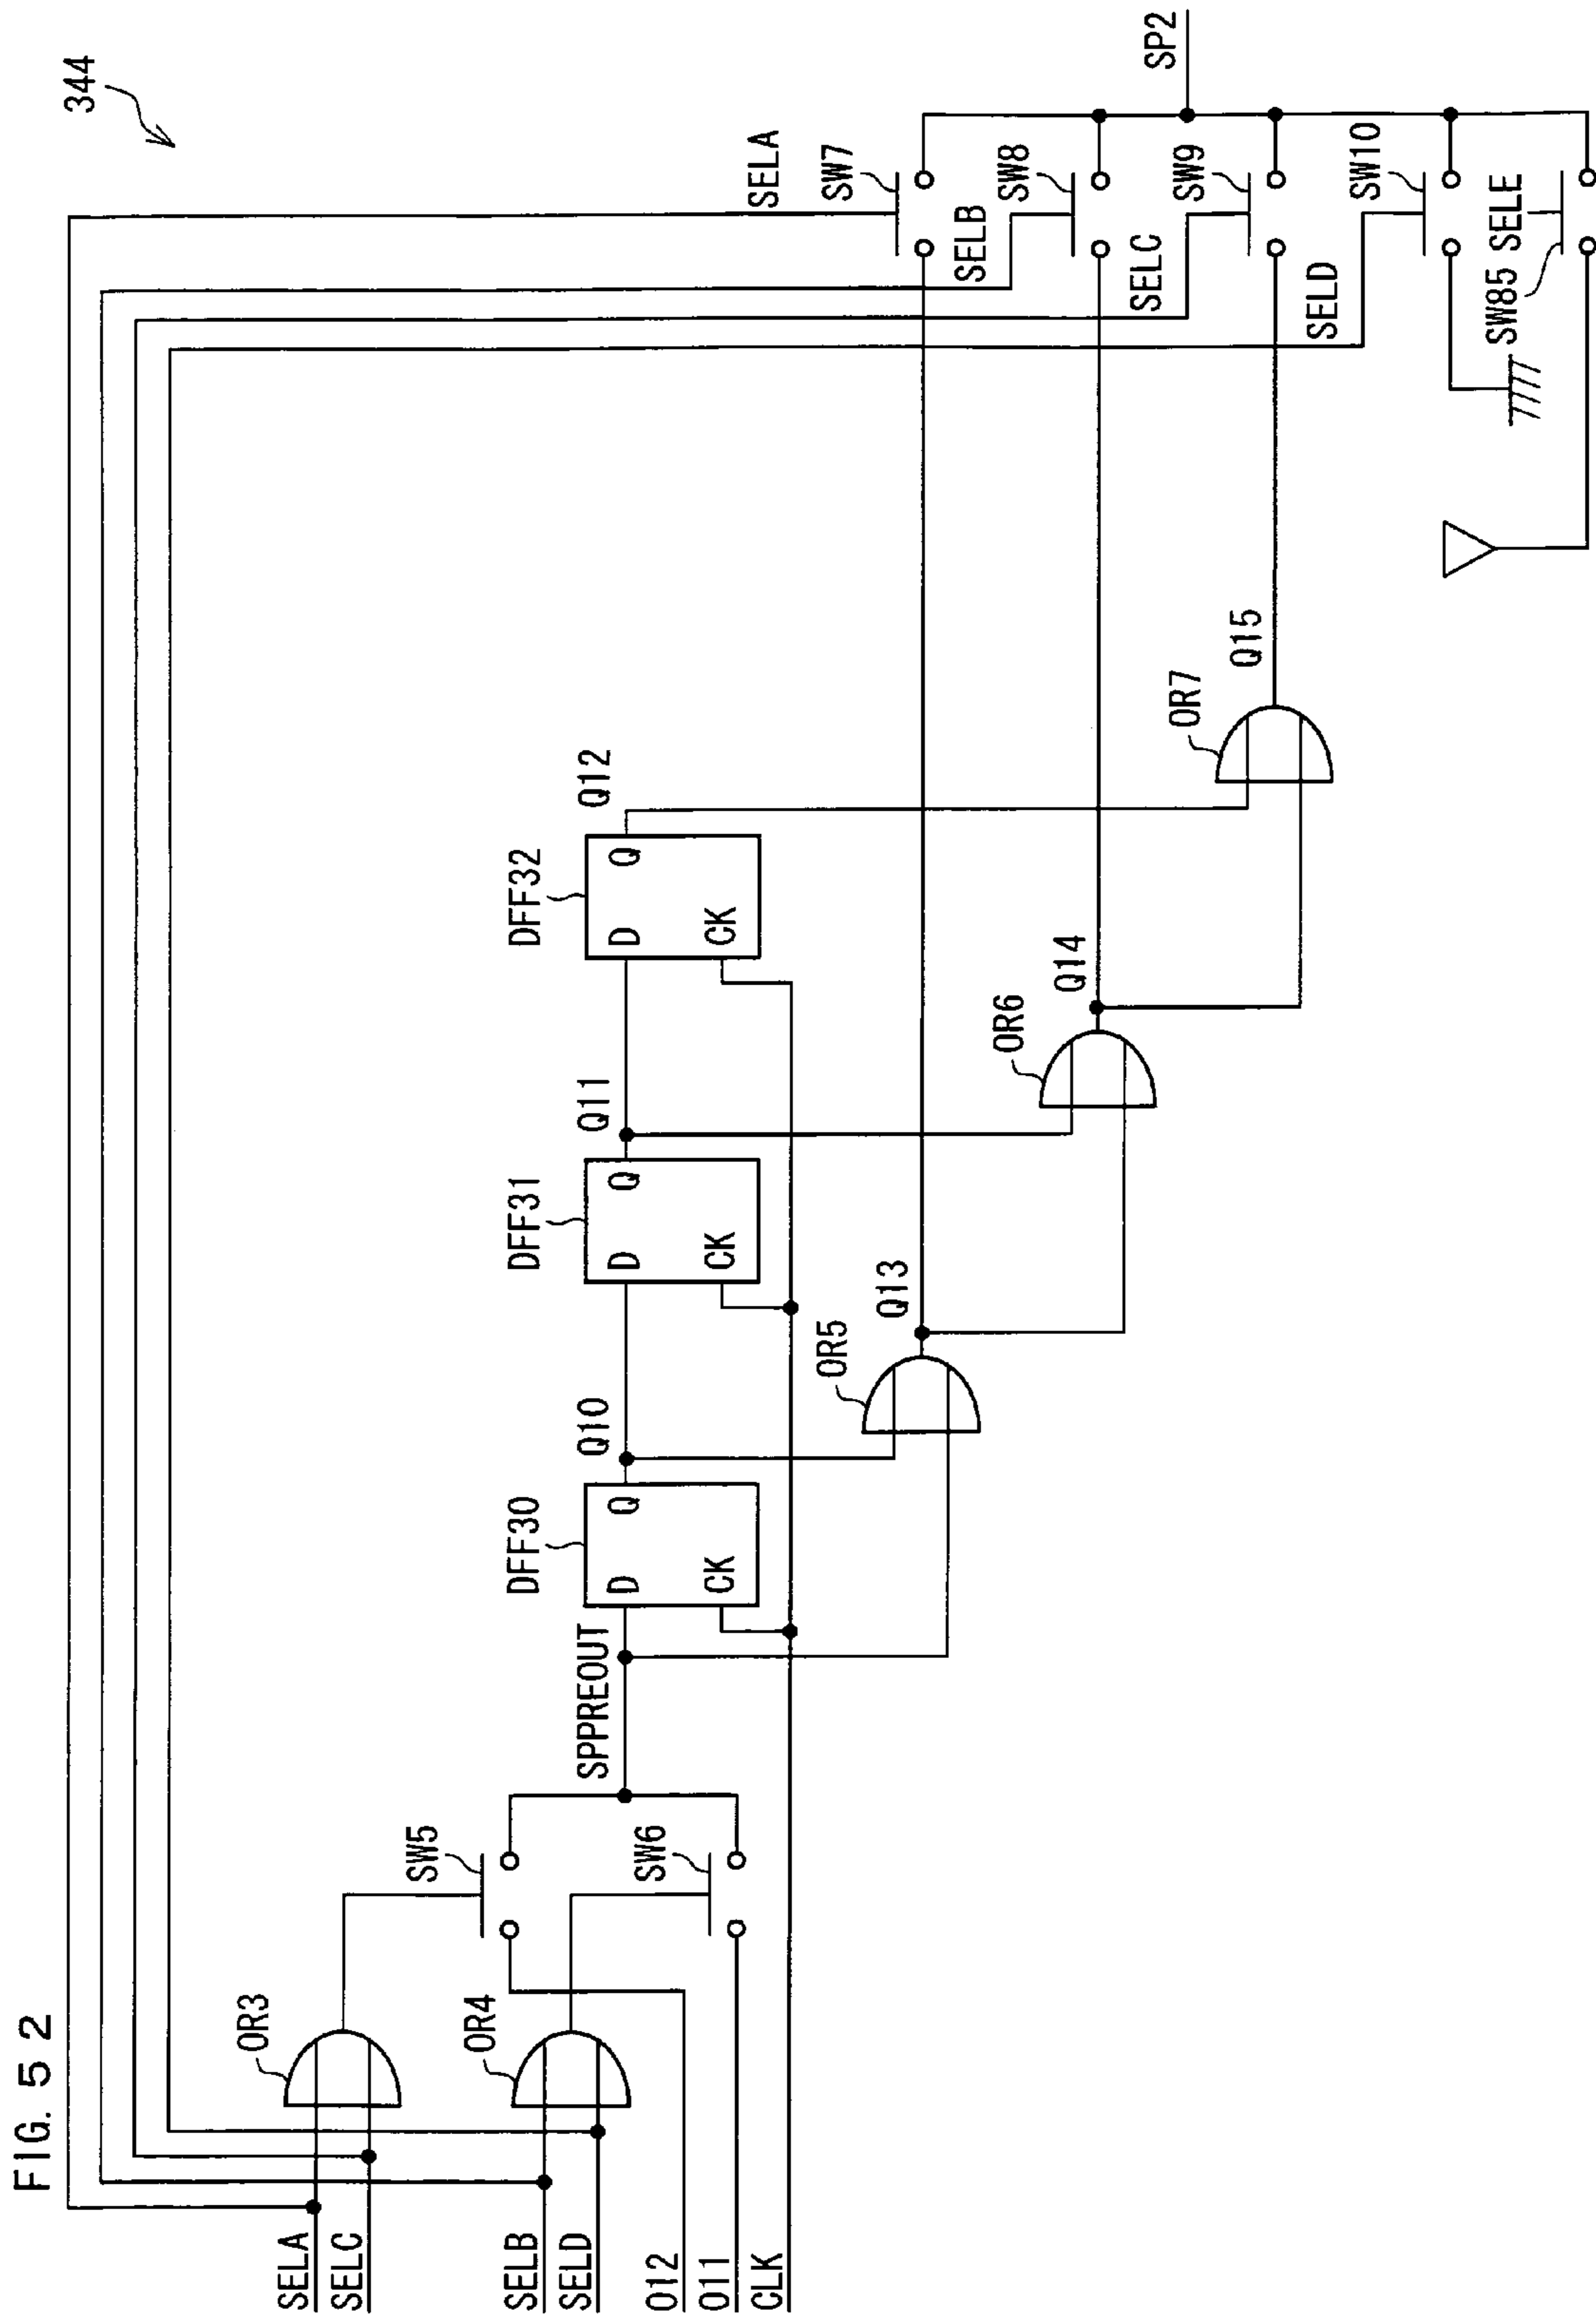 FIG. 52
344
SELA
SELC
SELB
SELD
O12
O11
CLK
OR3
OR4
SW5
SW6
SPPREOUT
DFF30
D
Q
CK
Q10
DFF31
D
Q
CK
Q11
DFF32
D
Q
CK
Q12
OR5
Q13
OR6
Q14
OR7
Q15
SELA
SW7
SELB
SW8
SELC
SW9
SELD
SW10
SW85
SELE
SP2